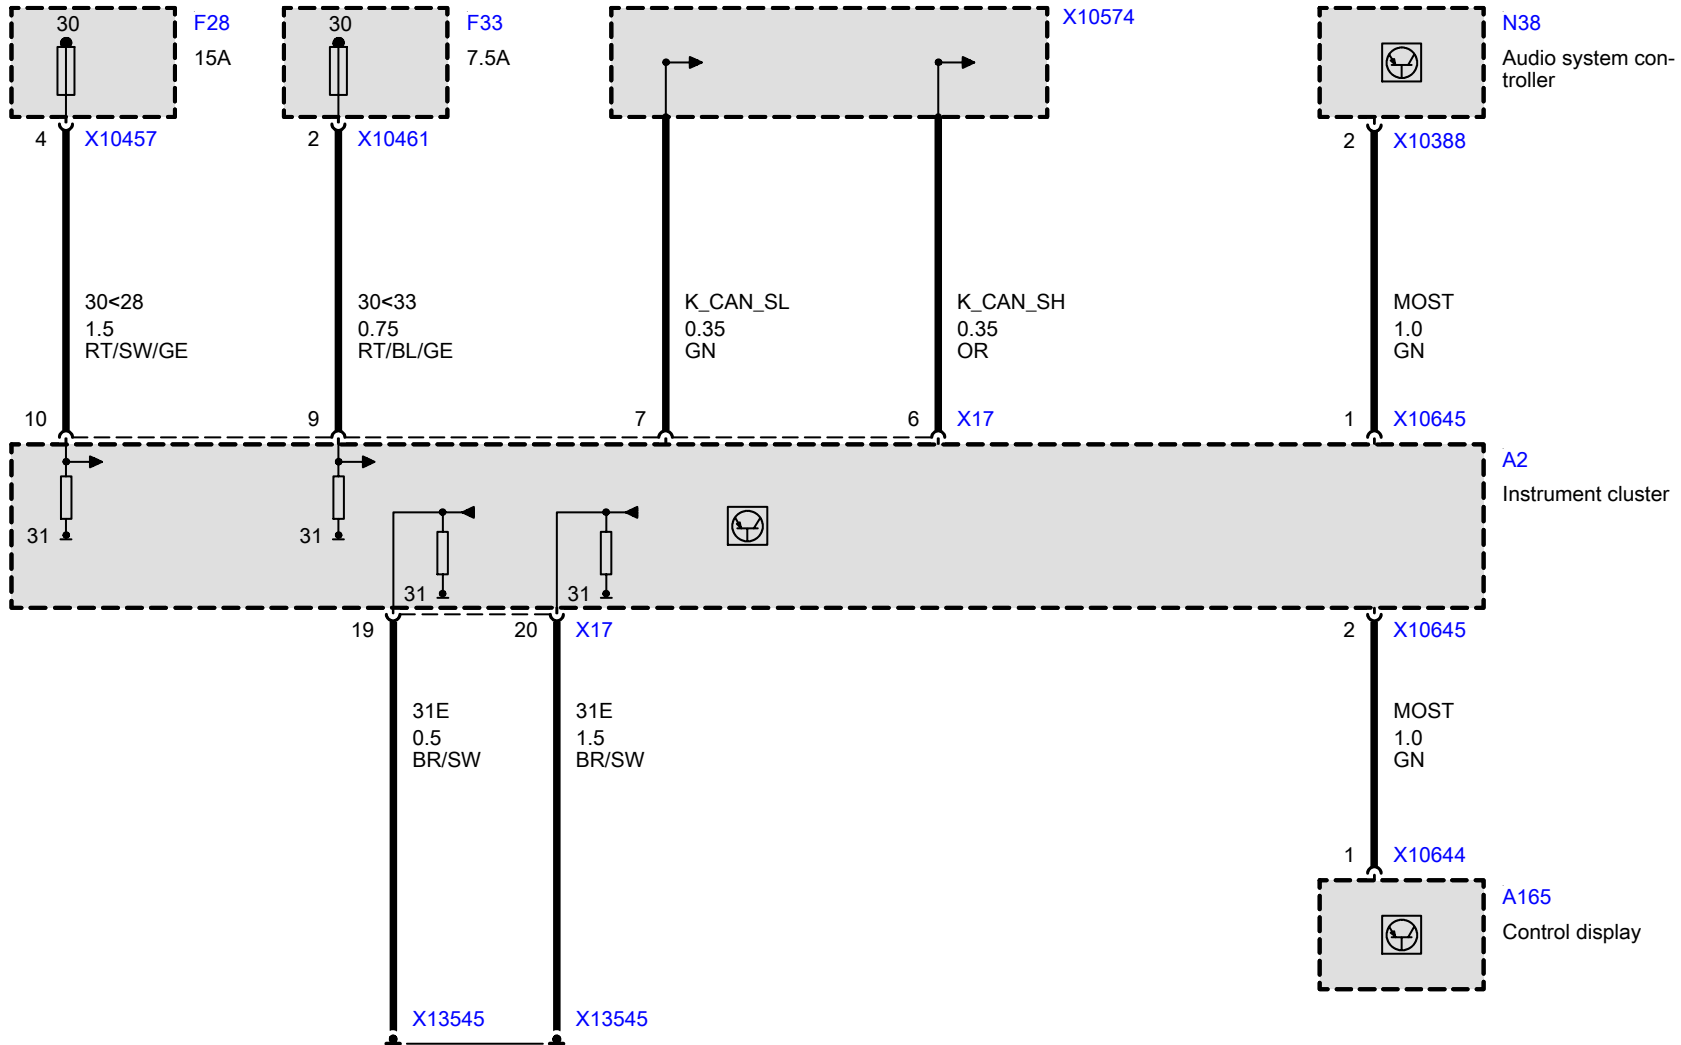 30
F28
15A
30
F33
7.5A
X10574
N38
Audio system con-
troller
4
X10457
2
X10461
2
X10388
30<28
1.5
RT/SW/GE
30<33
0.75
RT/BL/GE
K_CAN_SL
0.35
GN
K_CAN_SH
0.35
OR
MOST
1.0
GN
10
9
7
6
X17
1
X10645
A2
Instrument cluster
31
31
31
31
19
20
X17
2
X10645
31E
0.5
BR/SW
31E
1.5
BR/SW
MOST
1.0
GN
1
X10644
A165
Control display
X13545
X13545